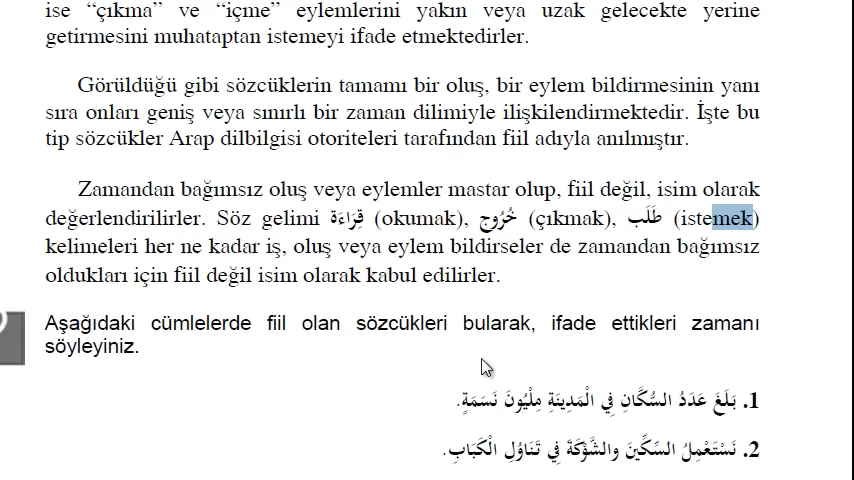 ise “çıkma” ve “içme” eylemlerini yakın veya uzak gelecekte yerine
getirmesini muhataptan istemeyi ifade etmektedirler.
Görüldüğü gibi sözcüklerin tamamı bir oluş, bir eylem bildirmesinin yanı
sıra onları geniş veya sınırlı bir zaman dilimiyle ilişkilendirmektedir. İşte bu
tip sözcükler Arap dilbilgisi otoriteleri tarafından fiil adıyla anılmıştır.
Zamandan bağımsız oluş veya eylemler mastar olup, fiil değil, isim olarak
değerlendirilirler. Söz gelimi قِرَاءَة (okumak), خُرُوج (çıkmak), طَلَب (istemek)
kelimeleri her ne kadar iş, oluş veya eylem bildirseler de zamandan bağımsız
oldukları için fiil değil isim olarak kabul edilirler.
Aşağıdaki cümlelerde fiil olan sözcükleri bularak, ifade ettikleri zamanı
söyleyiniz.
1. بَلَغَ عَدَدُ السُّكَّانِ فِي الْمَدِينَةِ مِلْيُونَ نَسَمَةٍ.
2. نَسْتَعْمِلُ السِّكِّينَ والشَّوْكَةَ فِي تَنَاوُلِ الْكَبَابِ.